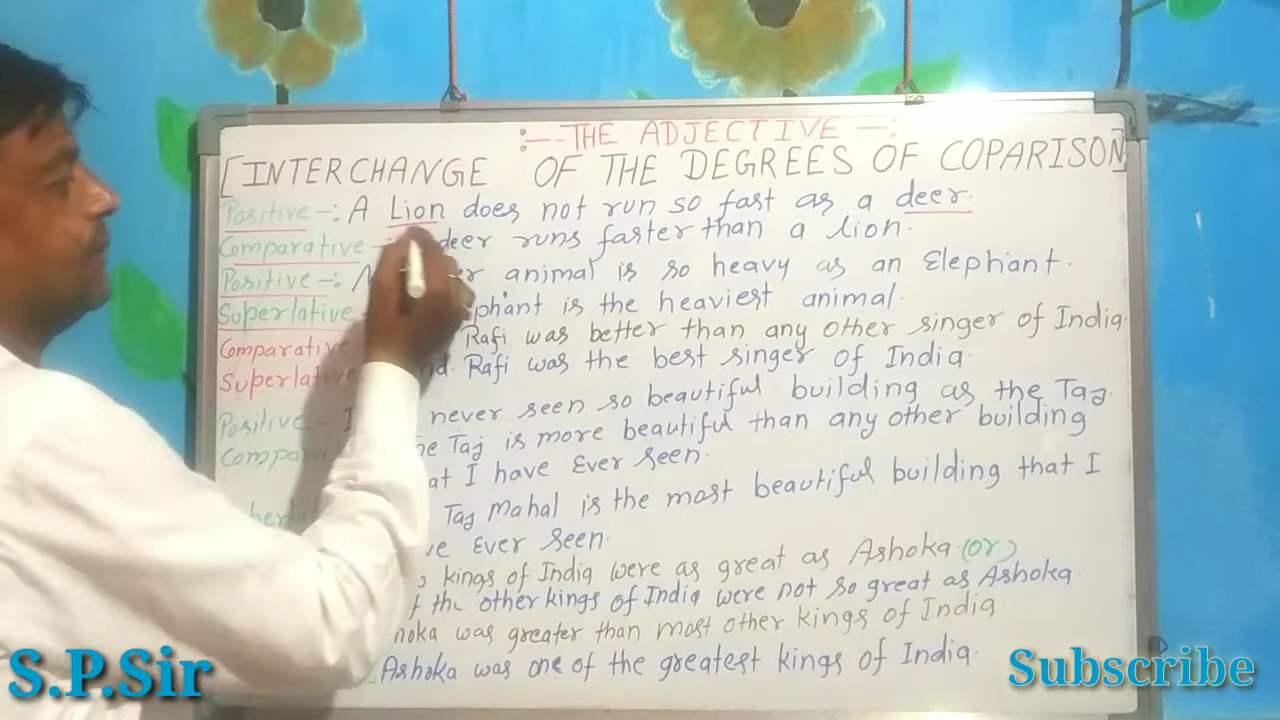 :— THE ADJECTIVE —:
[INTERCHANGE OF THE DEGREES OF COPARISON]
Positive —: A Lion does not run so fast as a deer.
Comparative — deer runs faster than a lion.
Positive —: animal is so heavy as an Elephant.
Superlative is the heaviest animal.
Comparative Rafi was better than any other singer of India
Superlative Rafi was the best singer of India
Positive — I never seen so beautiful building as the Taj.
Taj is more beautiful than any other building
I have Ever seen.
Taj Mahal is the most beautiful building that I
Ever seen.
kings of India were as great as Ashoka (or)
the other kings of India were not so great as Ashoka.
was greater than most other kings of India
Ashoka was one of the greatest kings of India
S.P.Sir
Subscribe